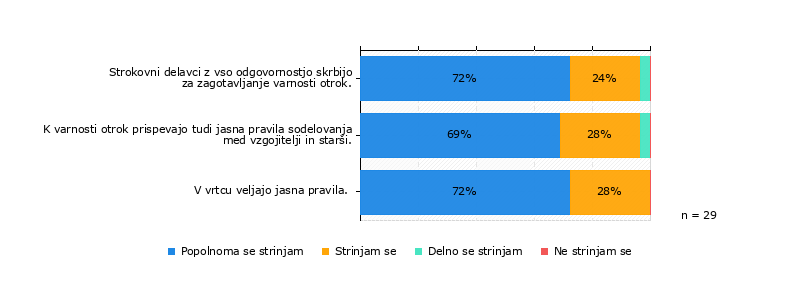 Strokovni delavci z vso odgovornostjo skrbijo
za zagotavljanje varnosti otrok.
72%
24%
K varnosti otrok prispevajo tudi jasna pravila sodelovanja
med vzgojitelji in starši.
69%
28%
V vrtcu veljajo jasna pravila.
72%
28%
n = 29
Popolnoma se strinjam
Strinjam se
Delno se strinjam
Ne strinjam se